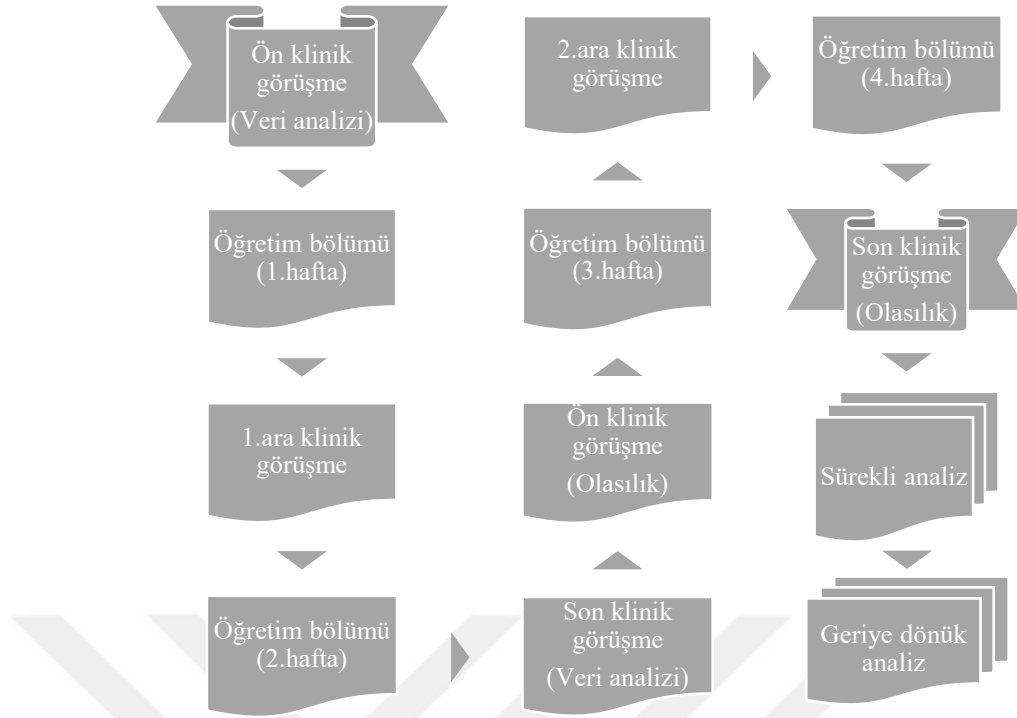 Ön klinik
görüşme
(Veri analizi)
Öğretim bölümü
(1.hafta)
1.ara klinik
görüşme
Öğretim bölümü
(2.hafta)
Son klinik
görüşme
(Veri analizi)
Ön klinik
görüşme
(Olasılık)
Öğretim bölümü
(3.hafta)
2.ara klinik
görüşme
Öğretim bölümü
(4.hafta)
Son klinik
görüşme
(Olasılık)
Sürekli analiz
Geriye dönük
analiz